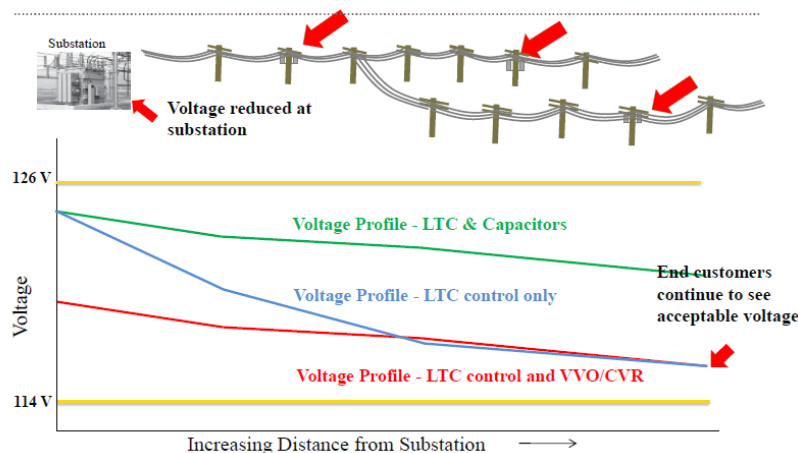 Substation
Voltage reduced at
substation
126 V
Voltage Profile - LTC & Capacitors
End customers
continue to see
acceptable voltage
Voltage Profile - LTC control only
Voltage
Voltage Profile - LTC control and VVO/CVR
114 V
Increasing Distance from Substation